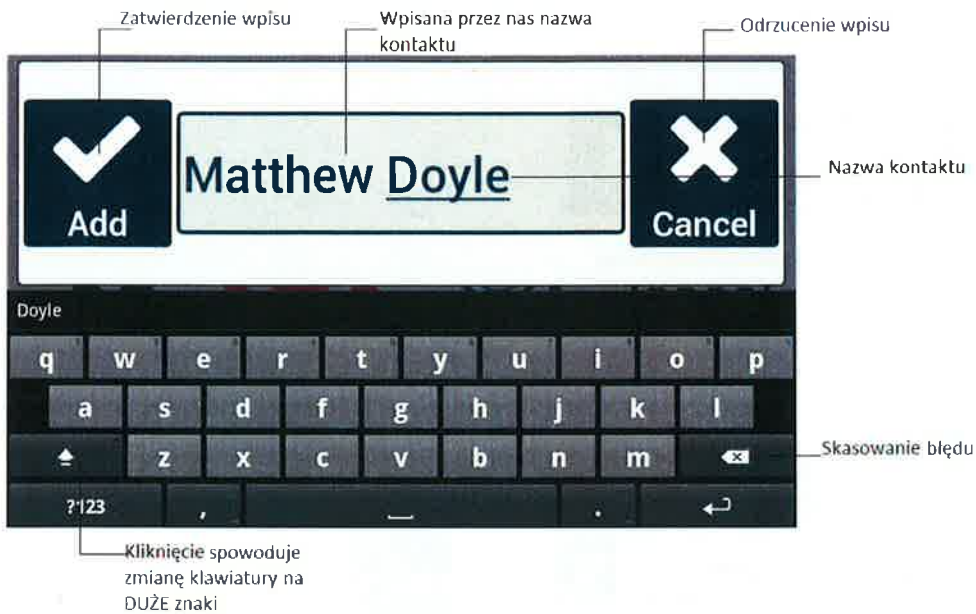 Zatwierdzenie wpisu
Wpisana przez nas nazwa
kontaktu
Odrzucenie wpisu
Add
Matthew Doyle
Cancel
Nazwa kontaktu
Doyle
q w e r t y u i o p
a s d f g h j k l
z x c v b n m
Skasowanie błędu
?123 , .
Kliknięcie spowoduje
zmianę klawiatury na
DUŻE znaki